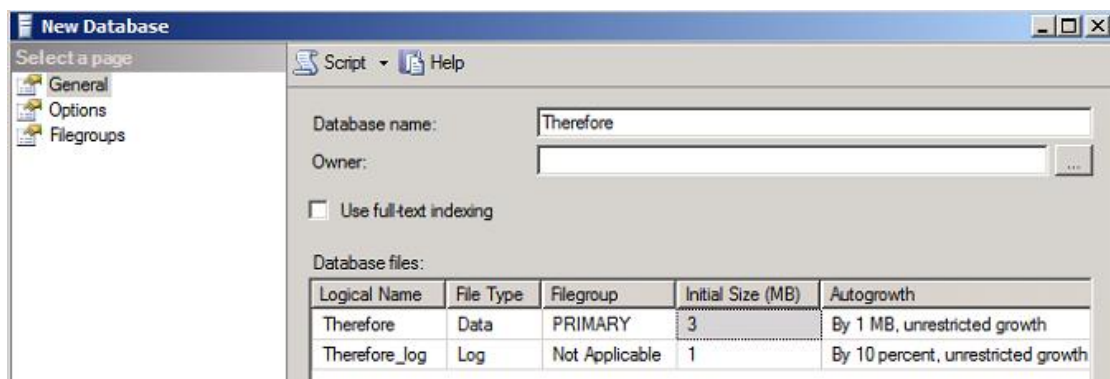 New Database
Select a page
General
Options
Filegroups
Script Help
Database name: Therefore
Owner: ...
Use full-text indexing
Database files:
Logical Name File Type Filegroup Initial Size (MB) Autogrowth
Therefore Data PRIMARY 3 By 1 MB, unrestricted growth
Therefore_log Log Not Applicable 1 By 10 percent, unrestricted growth